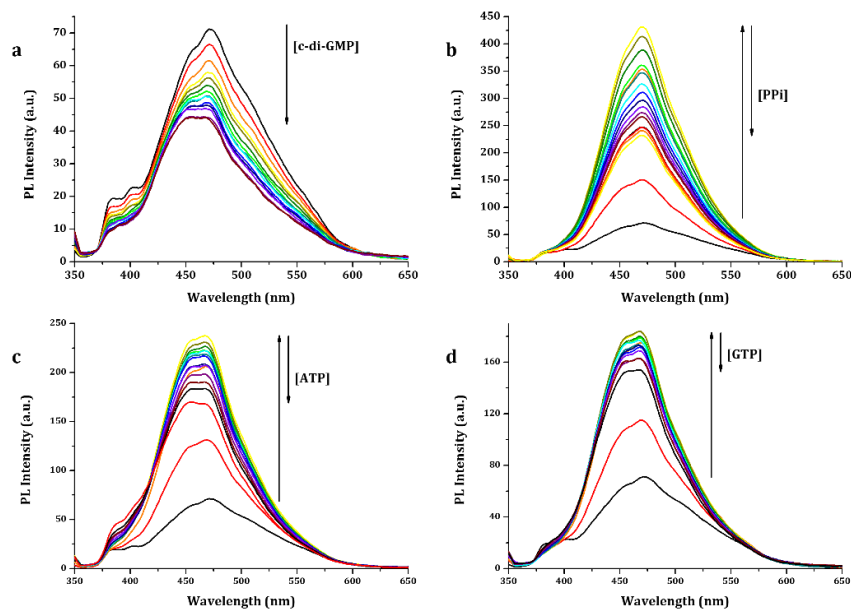 a
[c-di-GMP]
PL Intensity (a.u.)
70
60
50
40
30
20
10
0
350 400 450 500 550 600 650
Wavelength (nm)
b
[PPi]
PL Intensity (a.u.)
450
400
350
300
250
200
150
100
50
0
350 400 450 500 550 600 650
Wavelength (nm)
c
[ATP]
PL Intensity (a.u.)
250
200
150
100
50
0
350 400 450 500 550 600 650
Wavelength (nm)
d
[GTP]
PL Intensity (a.u.)
160
120
80
40
0
350 400 450 500 550 600 650
Wavelength (nm)